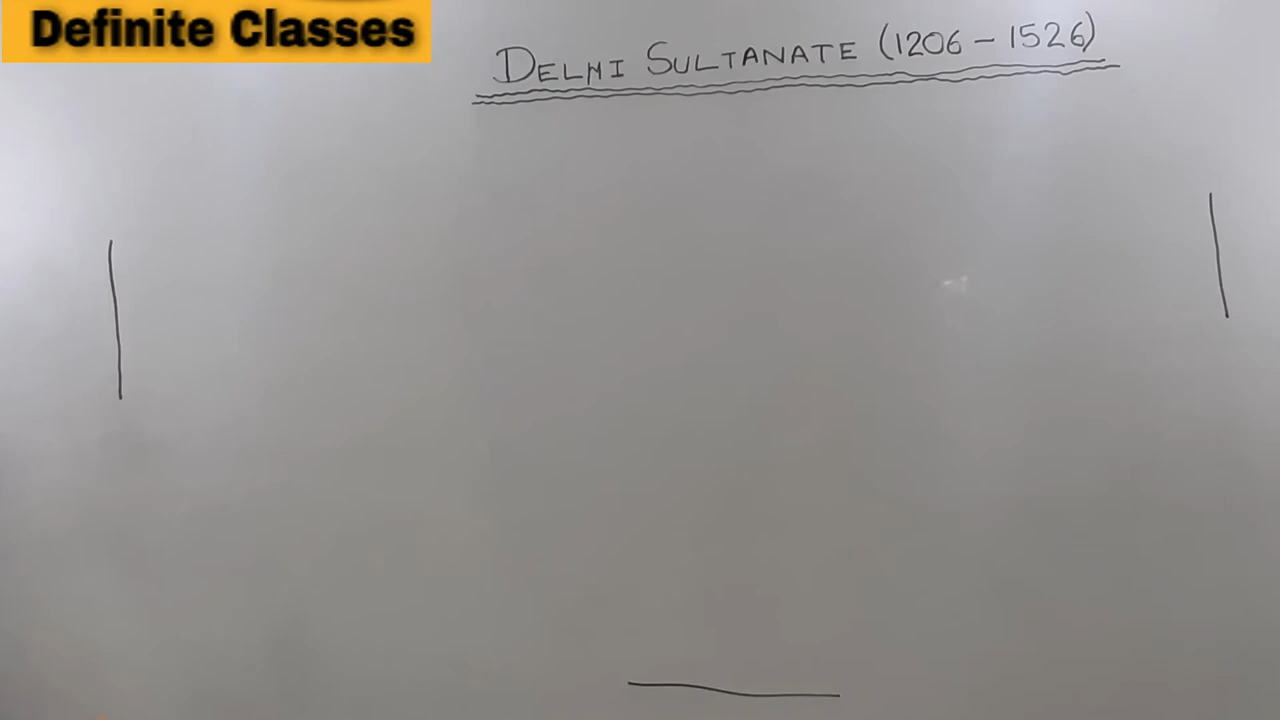 Definite Classes
DELHI SULTANATE (1206 - 1526)